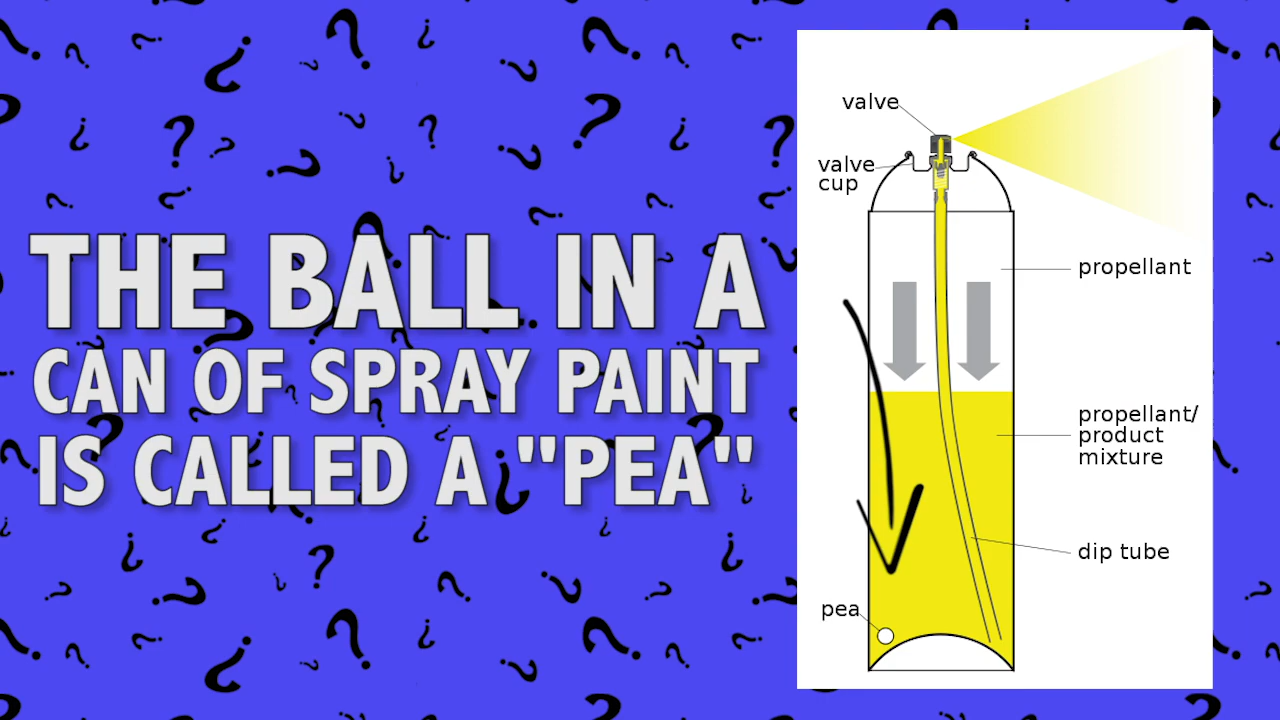 THE BALL IN A
CAN OF SPRAY PAINT
IS CALLED A "PEA"
valve
valve
cup
propellant
propellant/
product
mixture
dip tube
pea